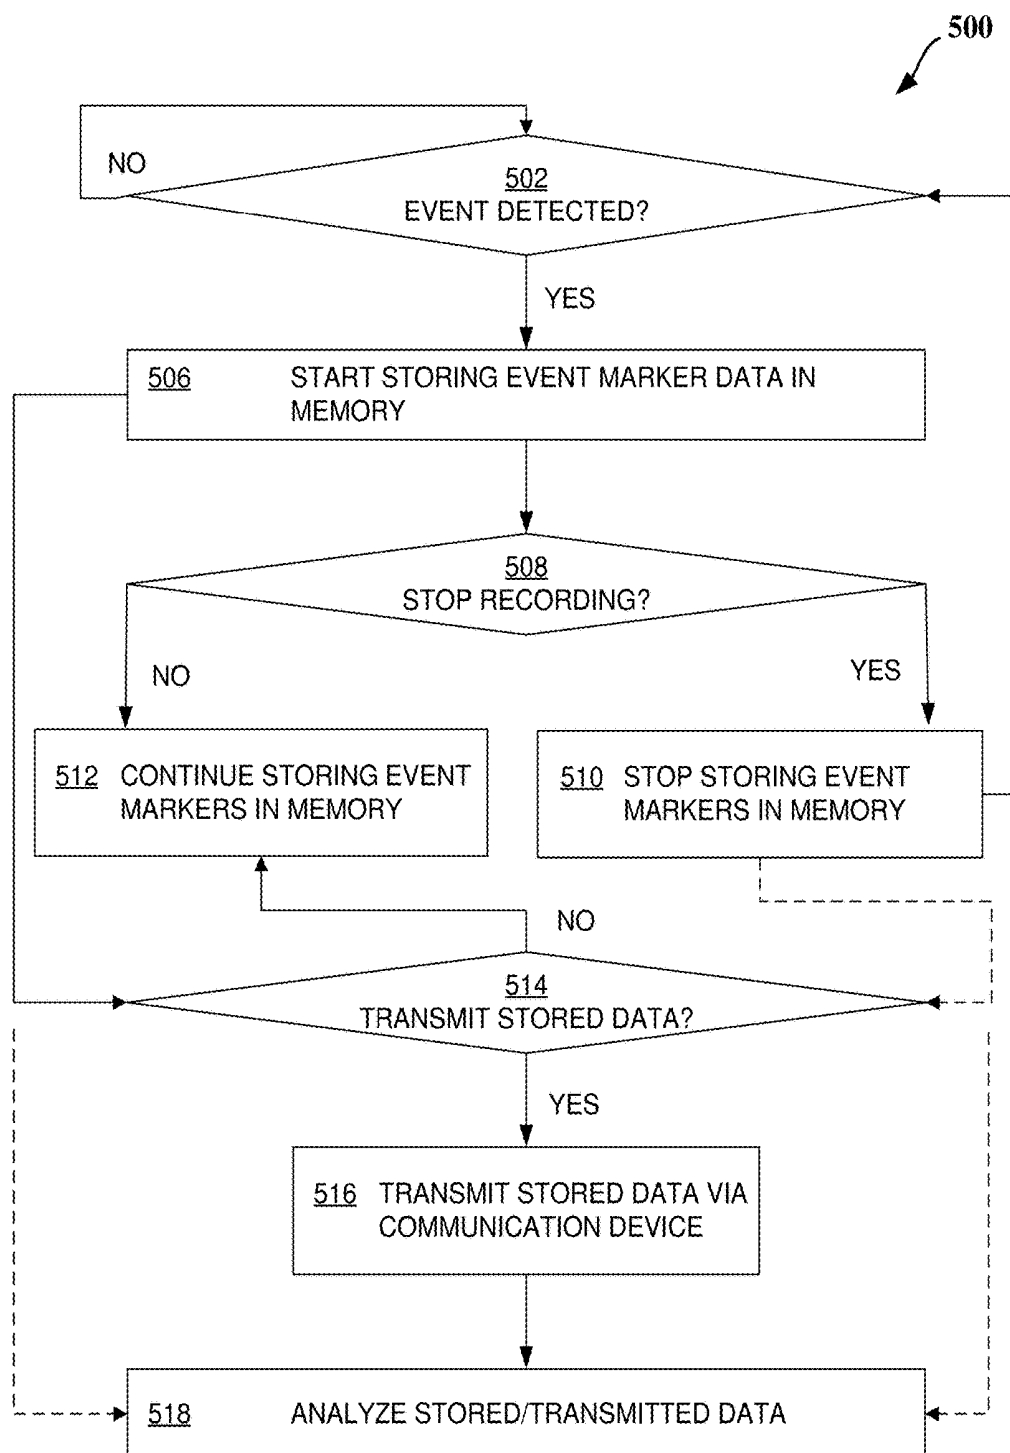 500
NO
502
EVENT DETECTED?
YES
506 START STORING EVENT MARKER DATA IN
MEMORY
508
STOP RECORDING?
NO
YES
512 CONTINUE STORING EVENT
MARKERS IN MEMORY
510 STOP STORING EVENT
MARKERS IN MEMORY
NO
514
TRANSMIT STORED DATA?
YES
516 TRANSMIT STORED DATA VIA
COMMUNICATION DEVICE
518 ANALYZE STORED/TRANSMITTED DATA